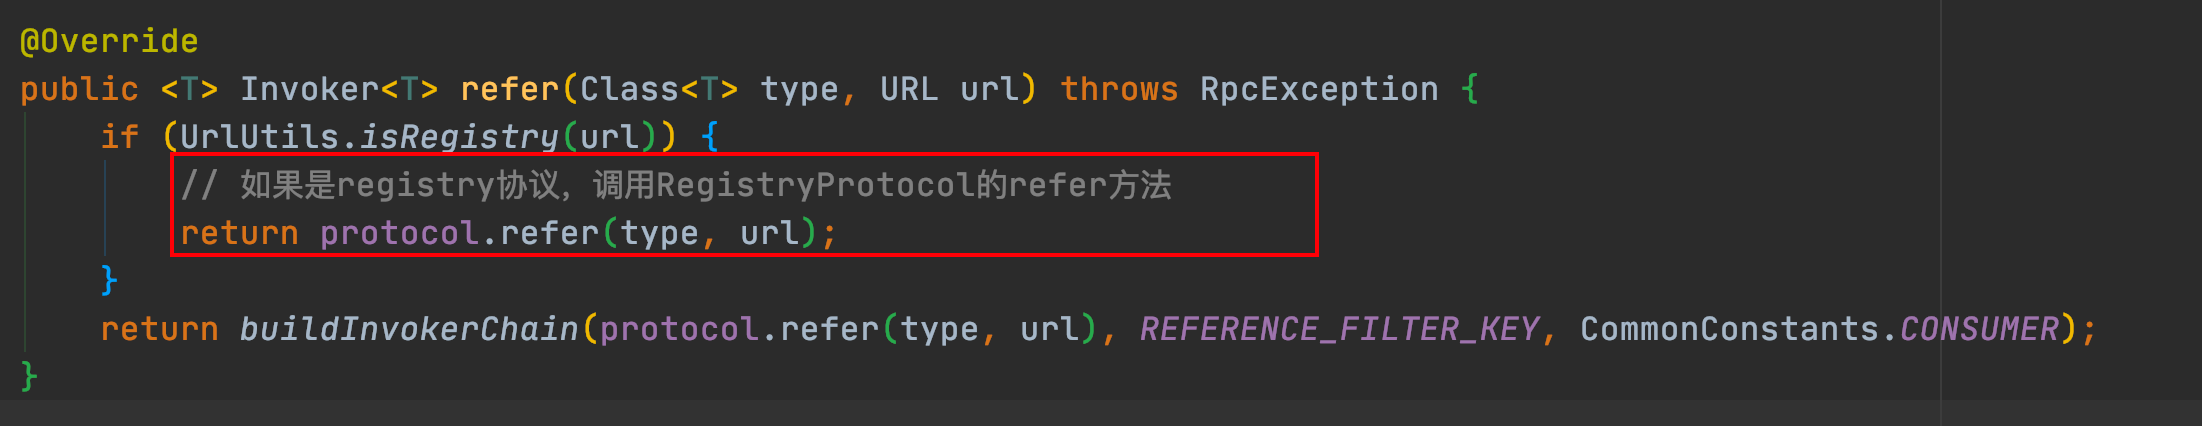 @Override
public <T> Invoker<T> refer(Class<T> type, URL url) throws RpcException {
if (UrlUtils.isRegistry(url)) {
// 如果是registry协议，调用RegistryProtocol的refer方法
return protocol.refer(type, url);
}
return buildInvokerChain(protocol.refer(type, url), REFERENCE_FILTER_KEY, CommonConstants.CONSUMER);
}